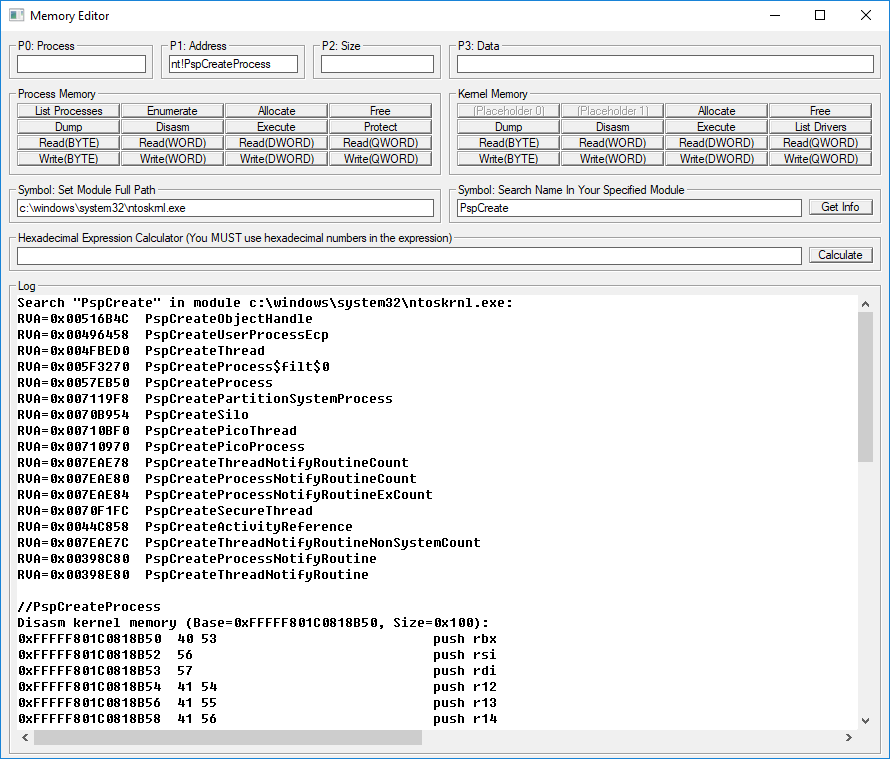 Memory Editor
P0: Process
P1: Address
P2: Size
P3: Data
nt!PspCreateProcess
Process Memory
List Processes Enumerate Allocate Free
Dump Disasm Execute Protect
Read(BYTE) Read(WORD) Read(DWORD) Read(QWORD)
Write(BYTE) Write(WORD) Write(DWORD) Write(QWORD)
Kernel Memory
(Placeholder 0) (Placeholder 1) Allocate Free
Dump Disasm Execute List Drivers
Read(BYTE) Read(WORD) Read(DWORD) Read(QWORD)
Write(BYTE) Write(WORD) Write(DWORD) Write(QWORD)
Symbol: Set Module Full Path
c:\windows\system32\ntoskrnl.exe
Symbol: Search Name In Your Specified Module
PspCreate Get Info
Hexadecimal Expression Calculator (You MUST use hexadecimal numbers in the expression)
Calculate
Log
Search "PspCreate" in module c:\windows\system32\ntoskrnl.exe:
RVA=0x00516B4C PspCreateObjectHandle
RVA=0x00496458 PspCreateUserProcessEcp
RVA=0x004FBED0 PspCreateThread
RVA=0x005F3270 PspCreateProcess$filt$0
RVA=0x0057EB50 PspCreateProcess
RVA=0x007119F8 PspCreatePartitionSystemProcess
RVA=0x0070B954 PspCreateSilo
RVA=0x00710BF0 PspCreatePicoThread
RVA=0x00710970 PspCreatePicoProcess
RVA=0x007EAE78 PspCreateThreadNotifyRoutineCount
RVA=0x007EAE80 PspCreateProcessNotifyRoutineCount
RVA=0x007EAE84 PspCreateProcessNotifyRoutineExCount
RVA=0x0070F1FC PspCreateSecureThread
RVA=0x0044C858 PspCreateActivityReference
RVA=0x007EAE7C PspCreateThreadNotifyRoutineNonSystemCount
RVA=0x00398C80 PspCreateProcessNotifyRoutine
RVA=0x00398E80 PspCreateThreadNotifyRoutine
//PspCreateProcess
Disasm kernel memory (Base=0xFFFFF801C0818B50, Size=0x100):
0xFFFFF801C0818B50 40 53 push rbx
0xFFFFF801C0818B52 56 push rsi
0xFFFFF801C0818B53 57 push rdi
0xFFFFF801C0818B54 41 54 push r12
0xFFFFF801C0818B56 41 55 push r13
0xFFFFF801C0818B58 41 56 push r14